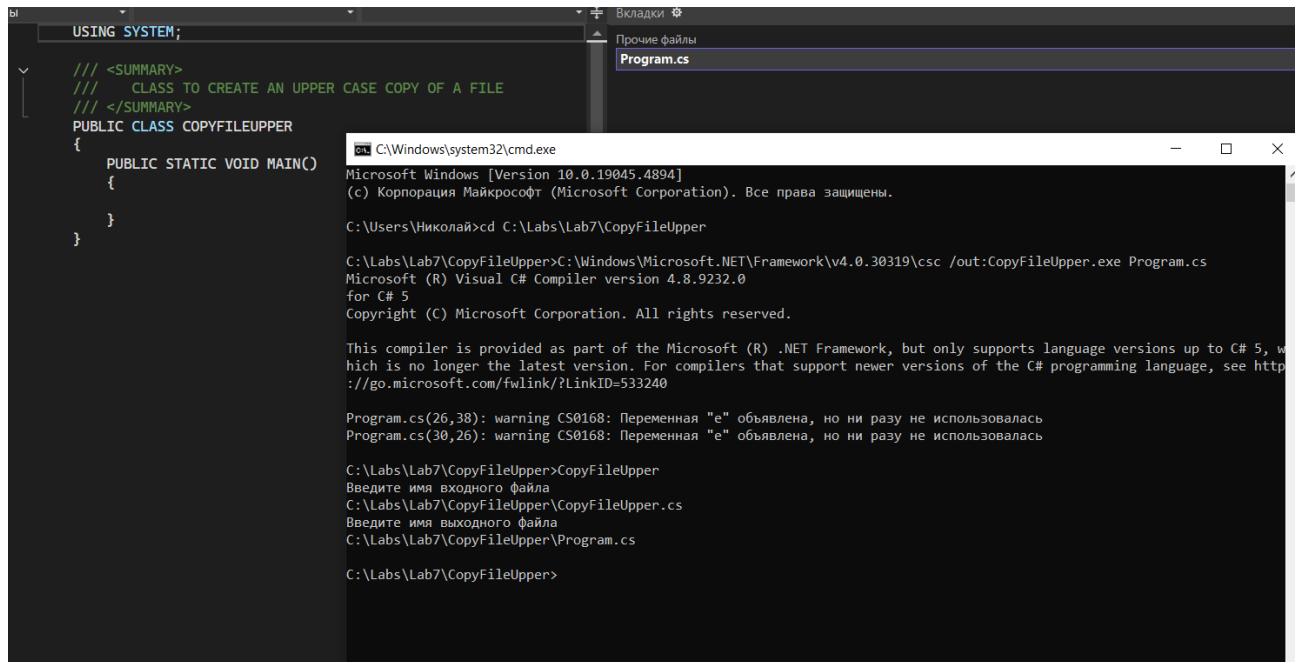 ы
Вкладки
USING SYSTEM;
Прочие файлы
Program.cs
/// <SUMMARY>
///    CLASS TO CREATE AN UPPER CASE COPY OF A FILE
/// </SUMMARY>
PUBLIC CLASS COPYFILEUPPER
{
    PUBLIC STATIC VOID MAIN()
    {

    }
}
C:\Windows\system32\cmd.exe
Microsoft Windows [Version 10.0.19045.4894]
(c) Корпорация Майкрософт (Microsoft Corporation). Все права защищены.

C:\Users\Николай>cd C:\Labs\Lab7\CopyFileUpper

C:\Labs\Lab7\CopyFileUpper>C:\Windows\Microsoft.NET\Framework\v4.0.30319\csc /out:CopyFileUpper.exe Program.cs
Microsoft (R) Visual C# Compiler version 4.8.9232.0
for C# 5
Copyright (C) Microsoft Corporation. All rights reserved.

This compiler is provided as part of the Microsoft (R) .NET Framework, but only supports language versions up to C# 5, w
hich is no longer the latest version. For compilers that support newer versions of the C# programming language, see http
://go.microsoft.com/fwlink/?LinkID=533240

Program.cs(26,38): warning CS0168: Переменная "e" объявлена, но ни разу не использовалась
Program.cs(30,26): warning CS0168: Переменная "e" объявлена, но ни разу не использовалась

C:\Labs\Lab7\CopyFileUpper>CopyFileUpper
Введите имя входного файла
C:\Labs\Lab7\CopyFileUpper\CopyFileUpper.cs
Введите имя выходного файла
C:\Labs\Lab7\CopyFileUpper\Program.cs

C:\Labs\Lab7\CopyFileUpper>